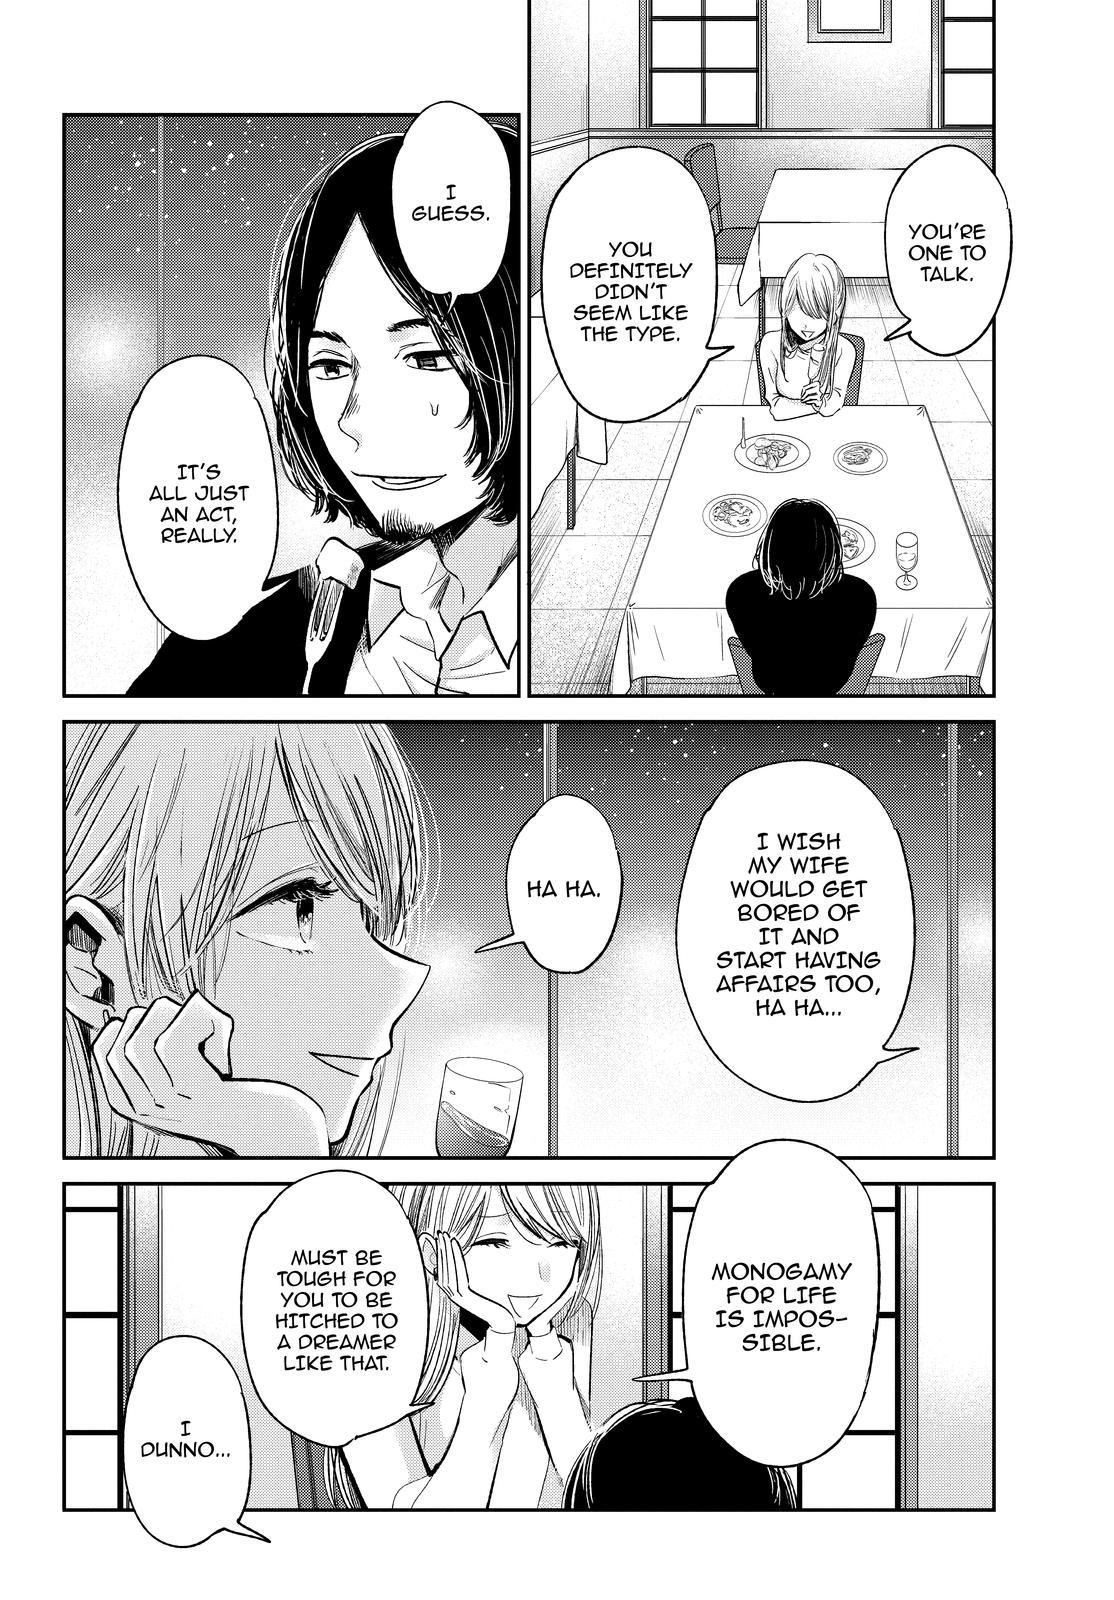 YOU'RE
ONE TO
TALK.
YOU
DEFINITELY
DIDN'T
SEEM LIKE
THE TYPE.
I
GUESS.
IT'S
ALL JUST
AN ACT,
REALLY.
I WISH
MY WIFE
WOULD GET
BORED OF
IT AND
START HAVING
AFFAIRS TOO,
HA HA...
HA HA.
MONOGAMY
FOR LIFE
IS IMPOS-
SIBLE.
MUST BE
TOUGH FOR
YOU TO BE
HITCHED TO
A DREAMER
LIKE THAT.
I
DUNNO...